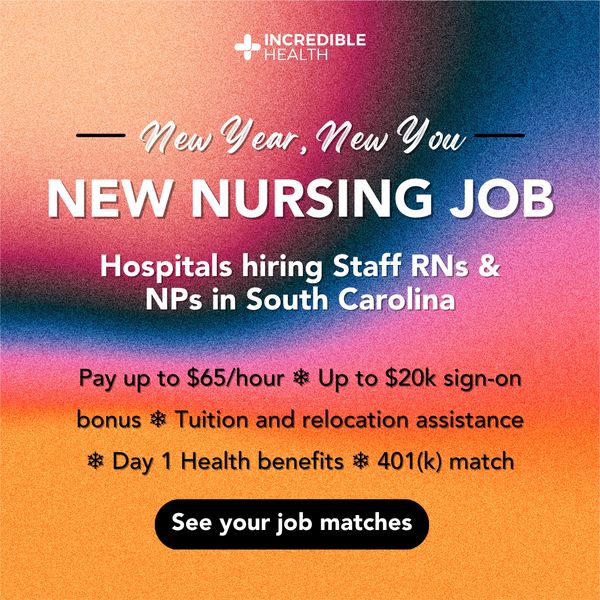 INCREDIBLE
HEALTH
New Year, New You
NEW NURSING JOB
Hospitals hiring Staff RNs &
NPs in South Carolina
Pay up to $65/hour ❄ Up to $20k sign-on
bonus ❄ Tuition and relocation assistance
❄ Day 1 Health benefits ❄ 401(k) match
See your job matches